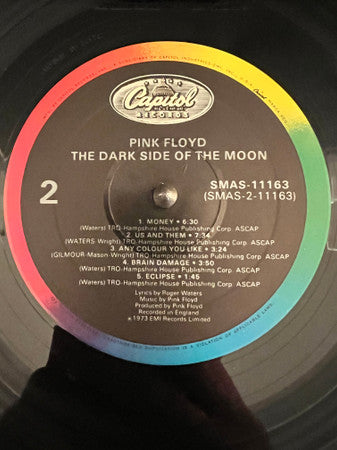 Capitol
RECORDS
PINK FLOYD
THE DARK SIDE OF THE MOON
2
SMAS-11163
(SMAS-2-11163)
1. MONEY • 6:30
(Waters) TRO-Hampshire House Publishing Corp. ASCAP
2. US AND THEM • 7:34
(WATERS-Wright) TRO-Hampshire House Publishing Corp. ASCAP
3. ANY COLOUR YOU LIKE • 3:24
(GILMOUR-Mason-Wright) TRO-Hampshire House Publishing Corp. ASCAP
4. BRAIN DAMAGE • 3:50
(Waters) TRO-Hampshire House Publishing Corp. ASCAP
5. ECLIPSE • 1:45
(Waters) TRO-Hampshire House Publishing Corp. ASCAP
Lyrics by Roger Waters
Music by Pink Floyd
Produced by Pink Floyd
Recorded in England
℗1973 EMI Records Limited